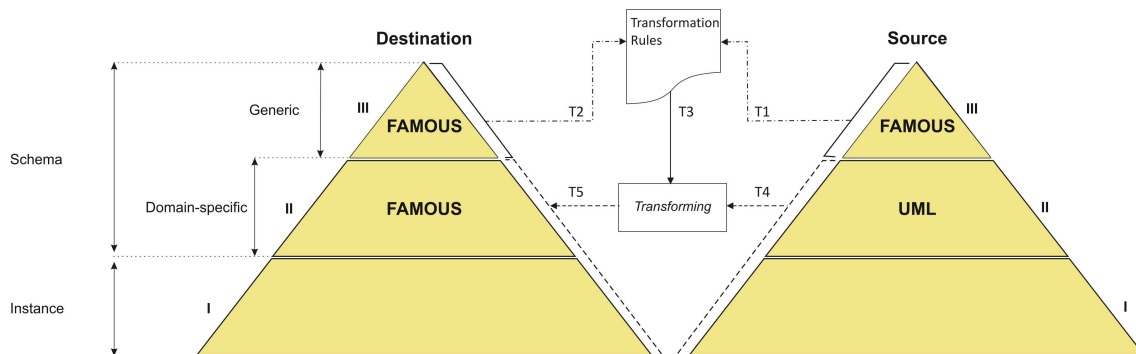 Destination
Source
Transformation
Rules
Generic
III
FAMOUS
T2
T3
T1
III
FAMOUS
Schema
Domain-specific
II
FAMOUS
T5
Transforming
T4
UML
II
Instance
I
I